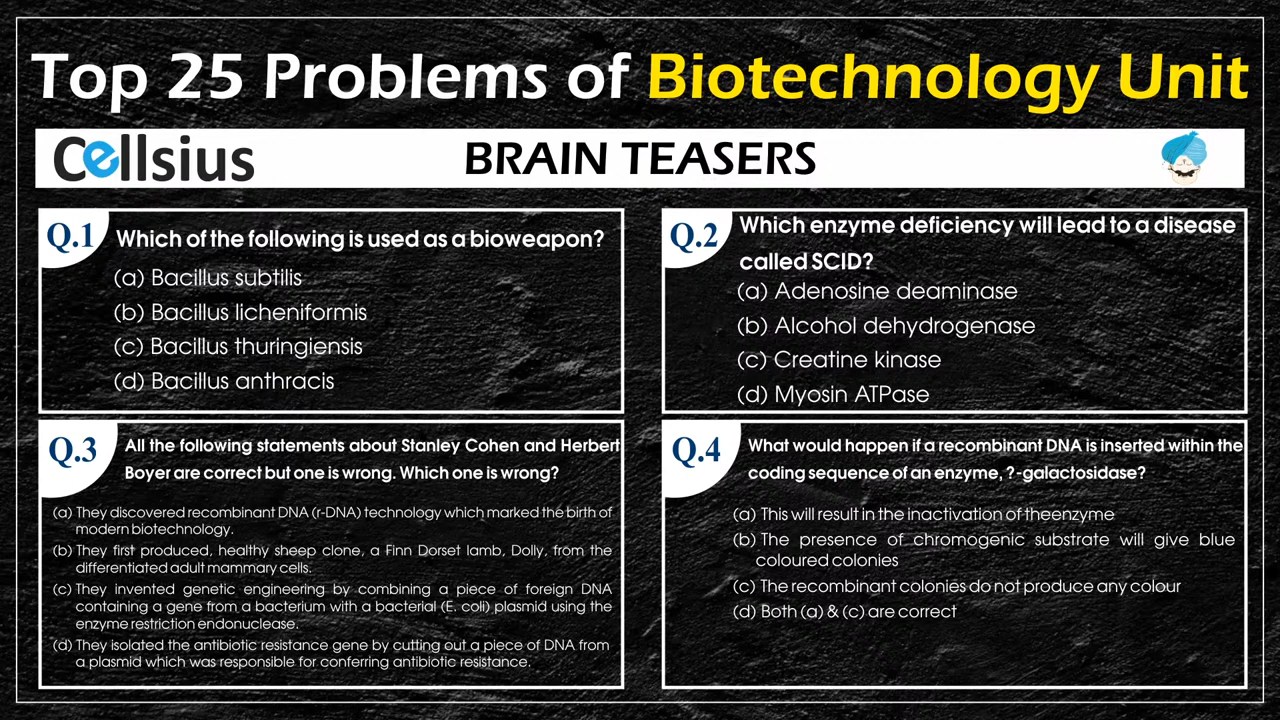 Top 25 Problems of Biotechnology Unit
Cellsius
BRAIN TEASERS
Q.1
Which of the following is used as a bioweapon?
(a) Bacillus subtilis
(b) Bacillus licheniformis
(c) Bacillus thuringiensis
(d) Bacillus anthracis
Q.2
Which enzyme deficiency will lead to a disease
called SCID?
(a) Adenosine deaminase
(b) Alcohol dehydrogenase
(c) Creatine kinase
(d) Myosin ATPase
Q.3
All the following statements about Stanley Cohen and Herbert
Boyer are correct but one is wrong. Which one is wrong?
(a) They discovered recombinant DNA (r-DNA) technology which marked the birth of
modern biotechnology.
(b) They first produced, healthy sheep clone, a Finn Dorset lamb, Dolly, from the
differentiated adult mammary cells.
(c) They invented genetic engineering by combining a piece of foreign DNA
containing a gene from a bacterium with a bacterial (E. coli) plasmid using the
enzyme restriction endonuclease.
(d) They isolated the antibiotic resistance gene by cutting out a piece of DNA from
a plasmid which was responsible for conferring antibiotic resistance.
Q.4
What would happen if a recombinant DNA is inserted within the
coding sequence of an enzyme, ?-galactosidase?
(a) This will result in the inactivation of theenzyme
(b) The presence of chromogenic substrate will give blue
coloured colonies
(c) The recombinant colonies do not produce any colour
(d) Both (a) & (c) are correct